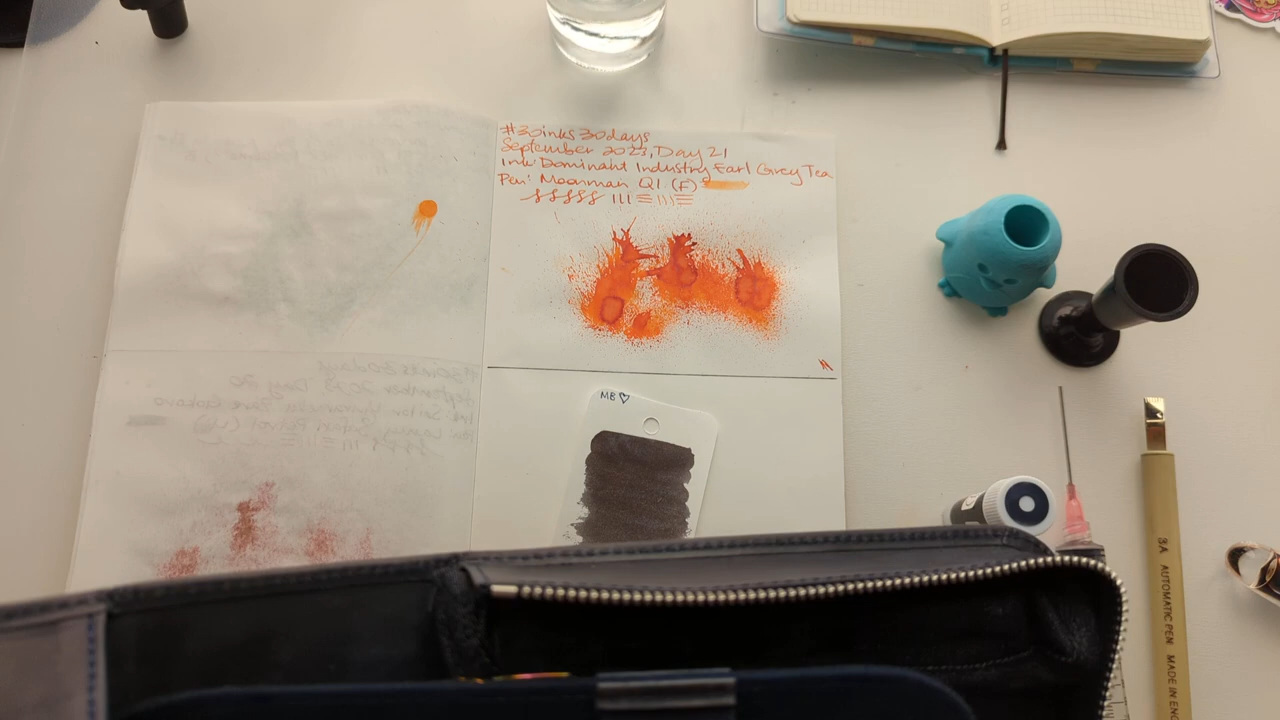 #30inks30days
September 2023, Day 21
Ink: Dominant Industry Earl Grey Tea
Pen: Moonman Q1 (F)
MB♡
3A AUTOMATIC PEN MADE IN ENG